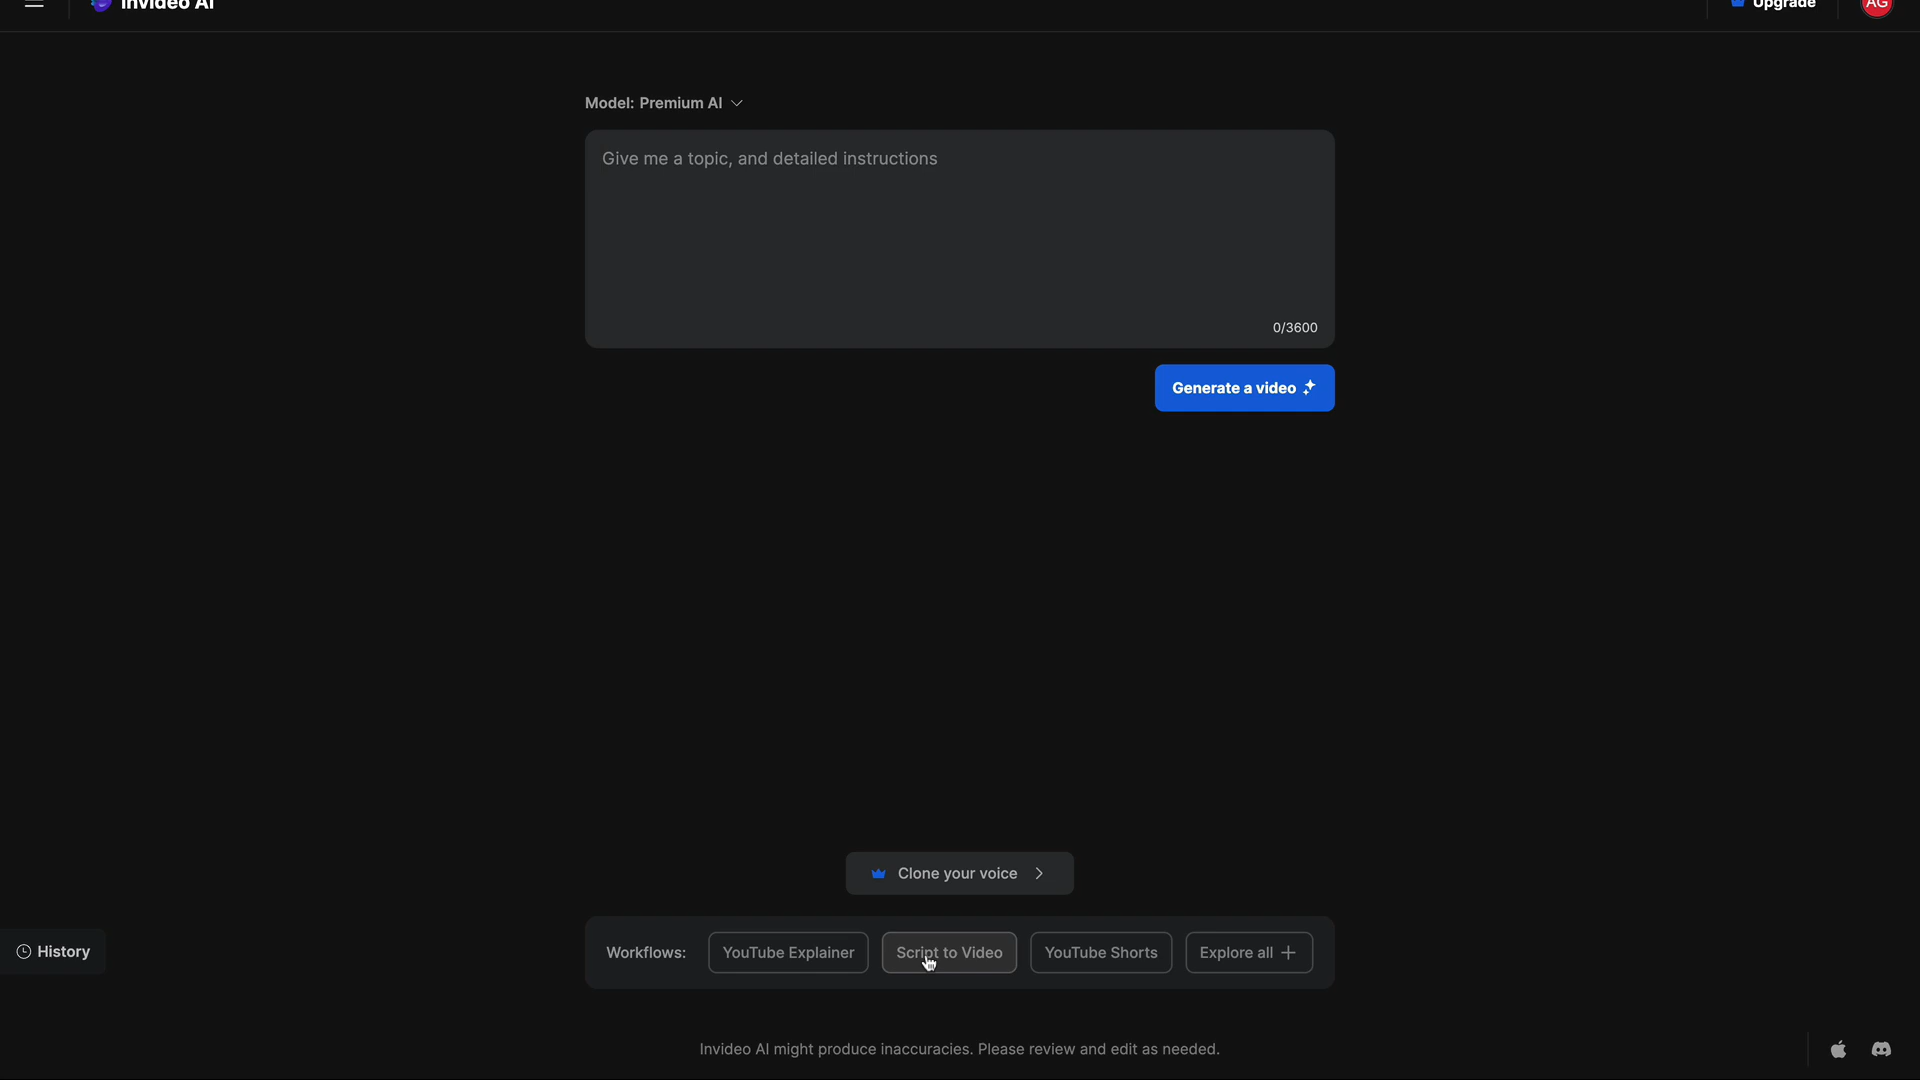 Invideo AI
Upgrade
AG
Model: Premium AI
Give me a topic, and detailed instructions
0/3600
Generate a video
Clone your voice
History
Workflows: YouTube Explainer Script to Video YouTube Shorts Explore all
Invideo AI might produce inaccuracies. Please review and edit as needed.